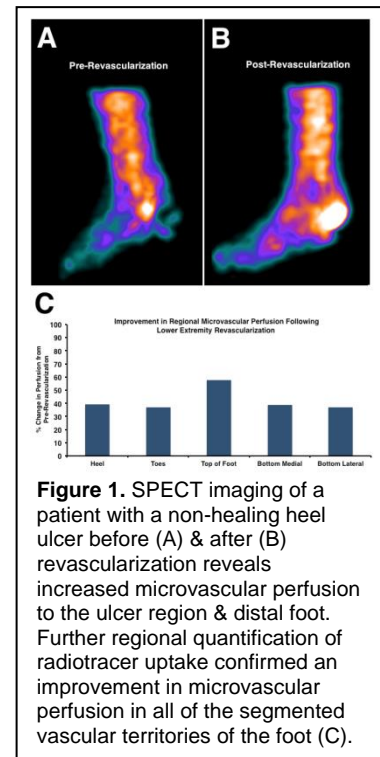 A
B
Pre-Revascularization
Post-Revascularization
C
Improvement in Regional Microvascular Perfusion Following
Lower Extremity Revascularization
% Change in Perfusion from
Pre-Revascularization
100
90
80
70
60
50
40
30
20
10
0
Heel
Toes
Top of Foot
Bottom Medial
Bottom Lateral
Figure 1. SPECT imaging of a
patient with a non-healing heel
ulcer before (A) & after (B)
revascularization reveals
increased microvascular perfusion
to the ulcer region & distal foot.
Further regional quantification of
radiotracer uptake confirmed an
improvement in microvascular
perfusion in all of the segmented
vascular territories of the foot (C).